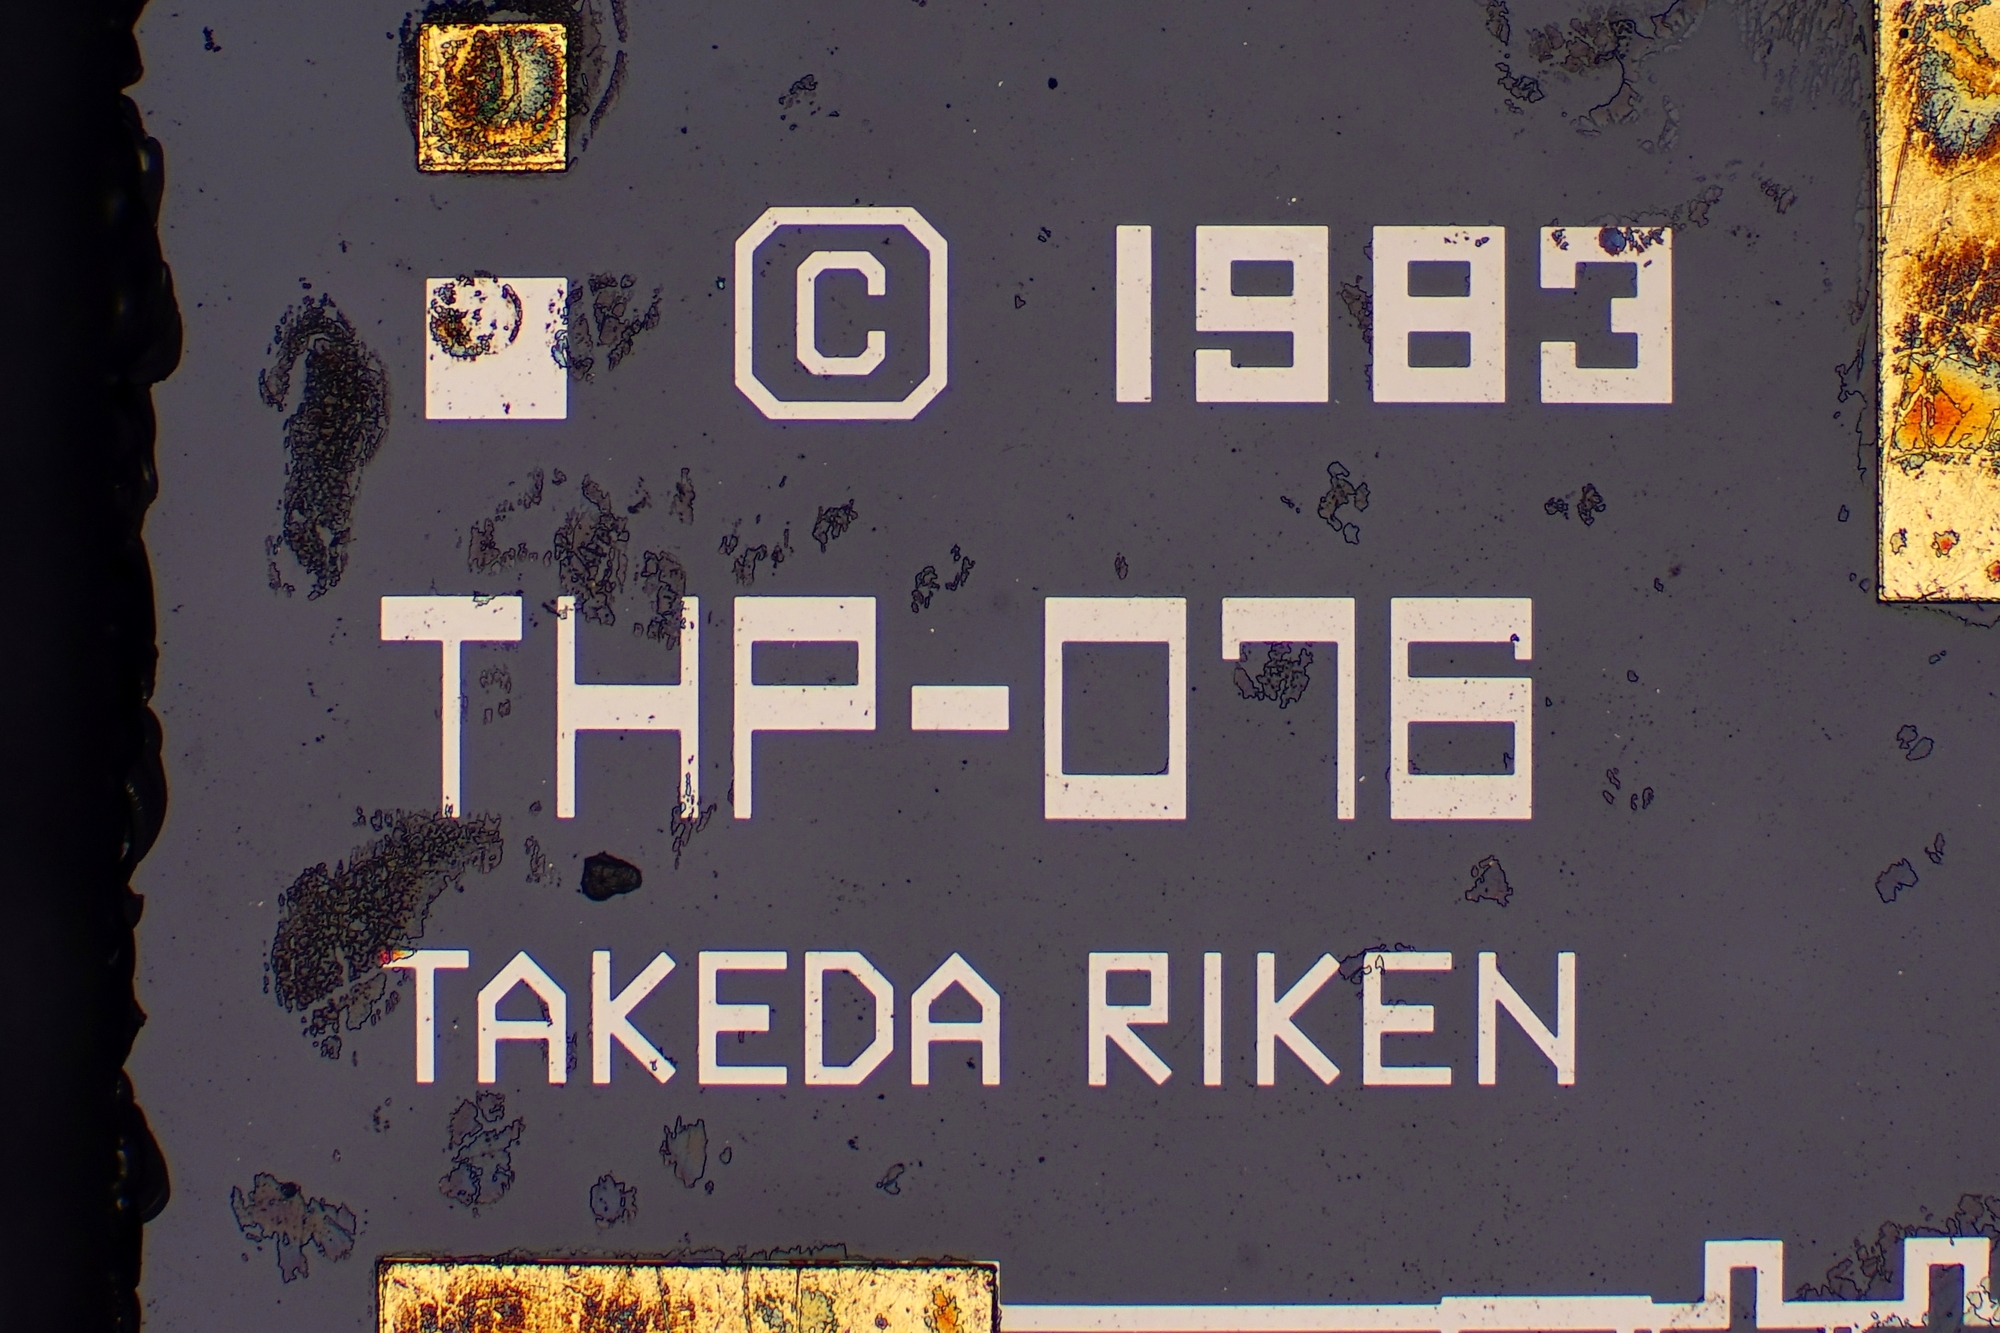 © 1983
THP-076
TAKEDA RIKEN